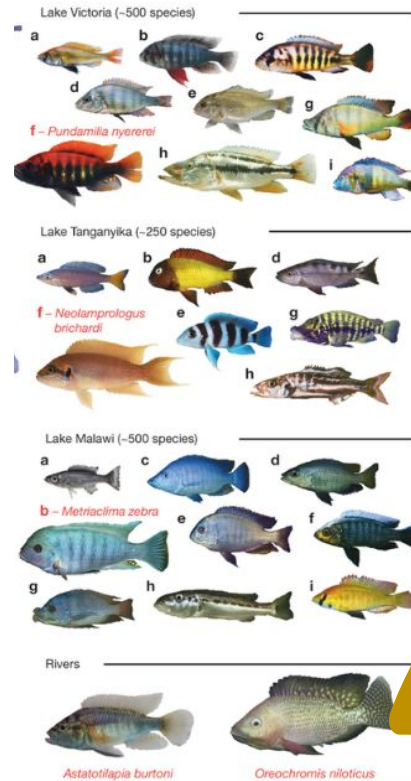 Lake Victoria (~500 species)
a
b
c
d
e
g
f – Pundamilia nyererei
h
i
Lake Tanganyika (~250 species)
a
b
d
f – Neolamprologus
brichardi
e
g
h
Lake Malawi (~500 species)
a
c
d
b – Metriaclima zebra
e
f
g
h
i
Rivers
Astatotilapia burtoni
Oreochromis niloticus